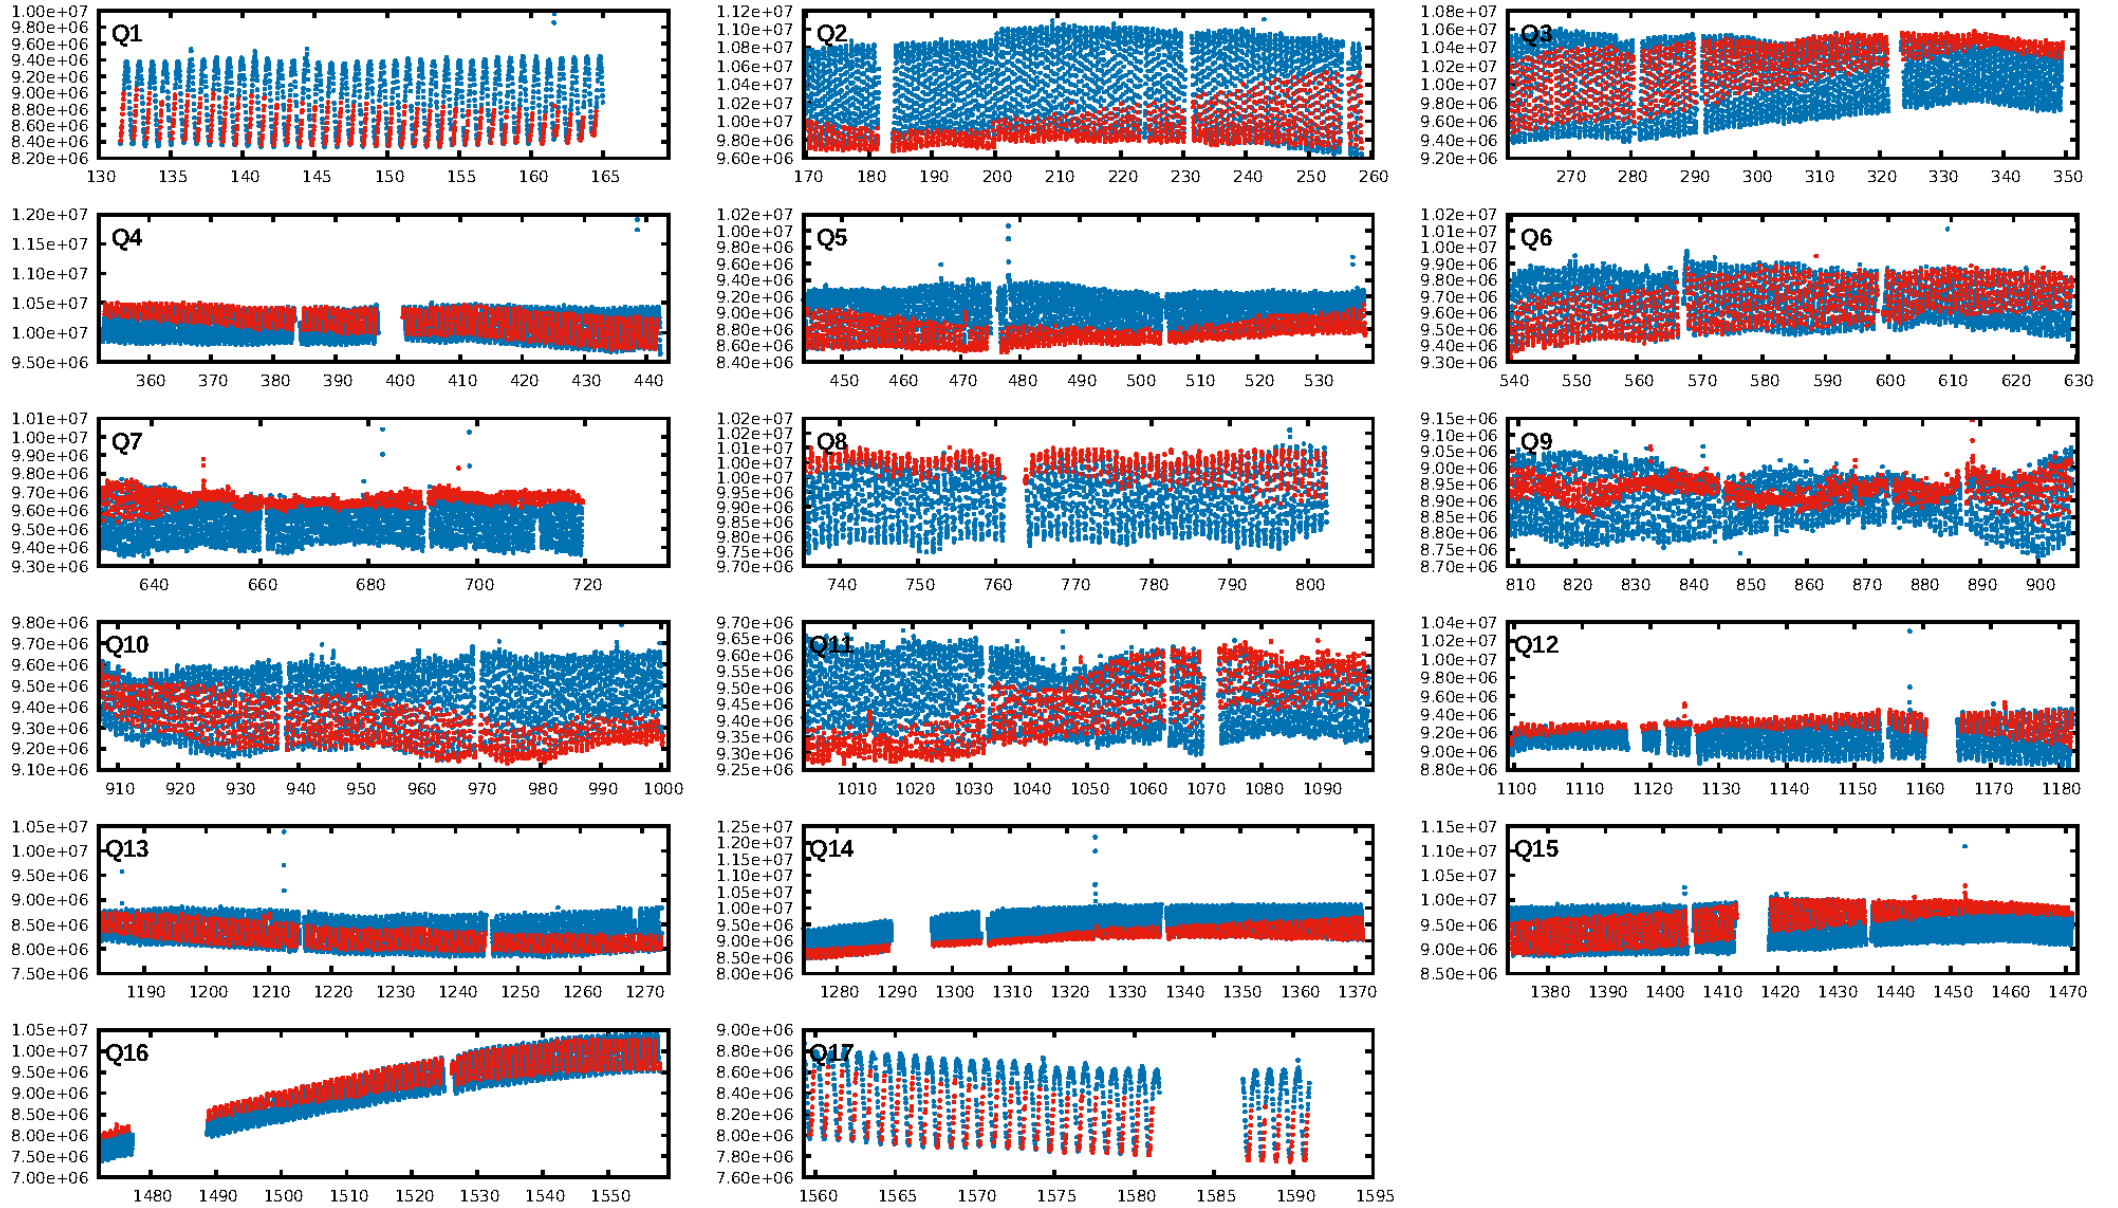 1.00e+07
9.80e+06
9.60e+06
9.40e+06
9.20e+06
9.00e+06
8.80e+06
8.60e+06
8.40e+06
8.20e+06
Q1
130 135 140 145 150 155 160 165
1.12e+07
1.10e+07
1.08e+07
1.06e+07
1.04e+07
1.02e+07
1.00e+07
9.80e+06
9.60e+06
Q2
170 180 190 200 210 220 230 240 250 260
1.08e+07
1.06e+07
1.04e+07
1.02e+07
1.00e+07
9.80e+06
9.60e+06
9.40e+06
9.20e+06
Q3
270 280 290 300 310 320 330 340 350
1.20e+07
1.15e+07
1.10e+07
1.05e+07
1.00e+07
9.50e+06
Q4
360 370 380 390 400 410 420 430 440
1.02e+07
1.00e+07
9.80e+06
9.60e+06
9.40e+06
9.20e+06
9.00e+06
8.80e+06
8.60e+06
8.40e+06
Q5
450 460 470 480 490 500 510 520 530
1.02e+07
1.01e+07
1.00e+07
9.90e+06
9.80e+06
9.70e+06
9.60e+06
9.50e+06
9.40e+06
9.30e+06
Q6
540 550 560 570 580 590 600 610 620 630
1.01e+07
1.00e+07
9.90e+06
9.80e+06
9.70e+06
9.60e+06
9.50e+06
9.40e+06
9.30e+06
Q7
640 660 680 700 720
1.02e+07
1.02e+07
1.01e+07
1.00e+07
1.00e+07
9.95e+06
9.90e+06
9.85e+06
9.80e+06
9.75e+06
9.70e+06
Q8
740 750 760 770 780 790 800
9.15e+06
9.10e+06
9.05e+06
9.00e+06
8.95e+06
8.90e+06
8.85e+06
8.80e+06
8.75e+06
8.70e+06
Q9
810 820 830 840 850 860 870 880 890 900
9.80e+06
9.70e+06
9.60e+06
9.50e+06
9.40e+06
9.30e+06
9.20e+06
9.10e+06
Q10
910 920 930 940 950 960 970 980 990 1000
9.70e+06
9.65e+06
9.60e+06
9.55e+06
9.50e+06
9.45e+06
9.40e+06
9.35e+06
9.30e+06
9.25e+06
Q11
1010 1020 1030 1040 1050 1060 1070 1080 1090
1.04e+07
1.02e+07
1.00e+07
9.80e+06
9.60e+06
9.40e+06
9.20e+06
9.00e+06
8.80e+06
Q12
1100 1110 1120 1130 1140 1150 1160 1170 1180
1.05e+07
1.00e+07
9.50e+06
9.00e+06
8.50e+06
8.00e+06
7.50e+06
Q13
1190 1200 1210 1220 1230 1240 1250 1260 1270
1.25e+07
1.20e+07
1.15e+07
1.10e+07
1.05e+07
1.00e+07
9.50e+06
9.00e+06
8.50e+06
8.00e+06
Q14
1280 1290 1300 1310 1320 1330 1340 1350 1360 1370
1.15e+07
1.10e+07
1.05e+07
1.00e+07
9.50e+06
9.00e+06
8.50e+06
Q15
1380 1390 1400 1410 1420 1430 1440 1450 1460 1470
1.05e+07
1.00e+07
9.50e+06
9.00e+06
8.50e+06
8.00e+06
7.50e+06
7.00e+06
Q16
1480 1490 1500 1510 1520 1530 1540 1550
9.00e+06
8.80e+06
8.60e+06
8.40e+06
8.20e+06
8.00e+06
7.80e+06
7.60e+06
Q17
1560 1565 1570 1575 1580 1585 1590 1595